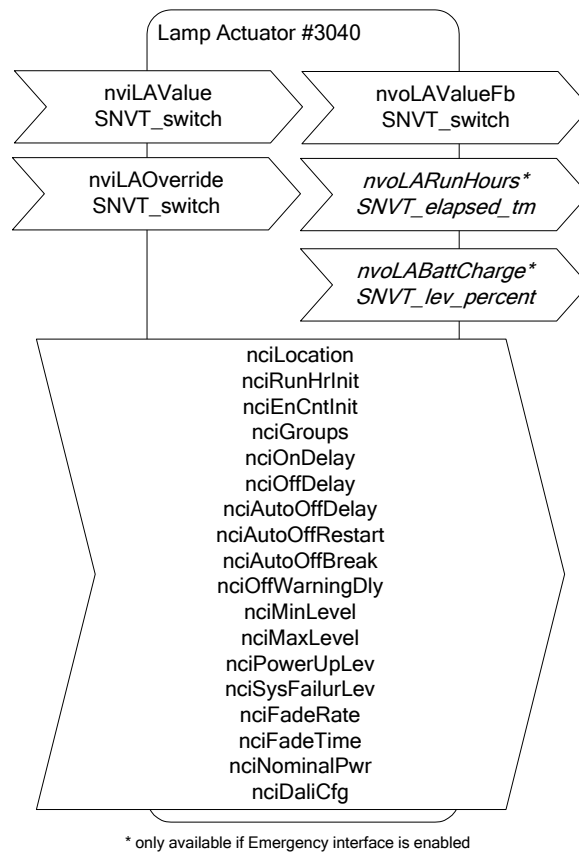 Lamp Actuator #3040
nviLAValue
SNVT_switch
nvoLAValueFb
SNVT_switch
nviLAOverride
SNVT_switch
nvoLARunHours*
SNVT_elapsed_tm
nvoLABattCharge*
SNVT_lev_percent
nciLocation
nciRunHrInit
nciEnCntInit
nciGroups
nciOnDelay
nciOffDelay
nciAutoOffDelay
nciAutoOffRestart
nciAutoOffBreak
nciOffWarningDly
nciMinLevel
nciMaxLevel
nciPowerUpLev
nciSysFailurLev
nciFadeRate
nciFadeTime
nciNominalPwr
nciDaliCfg
* only available if Emergency interface is enabled